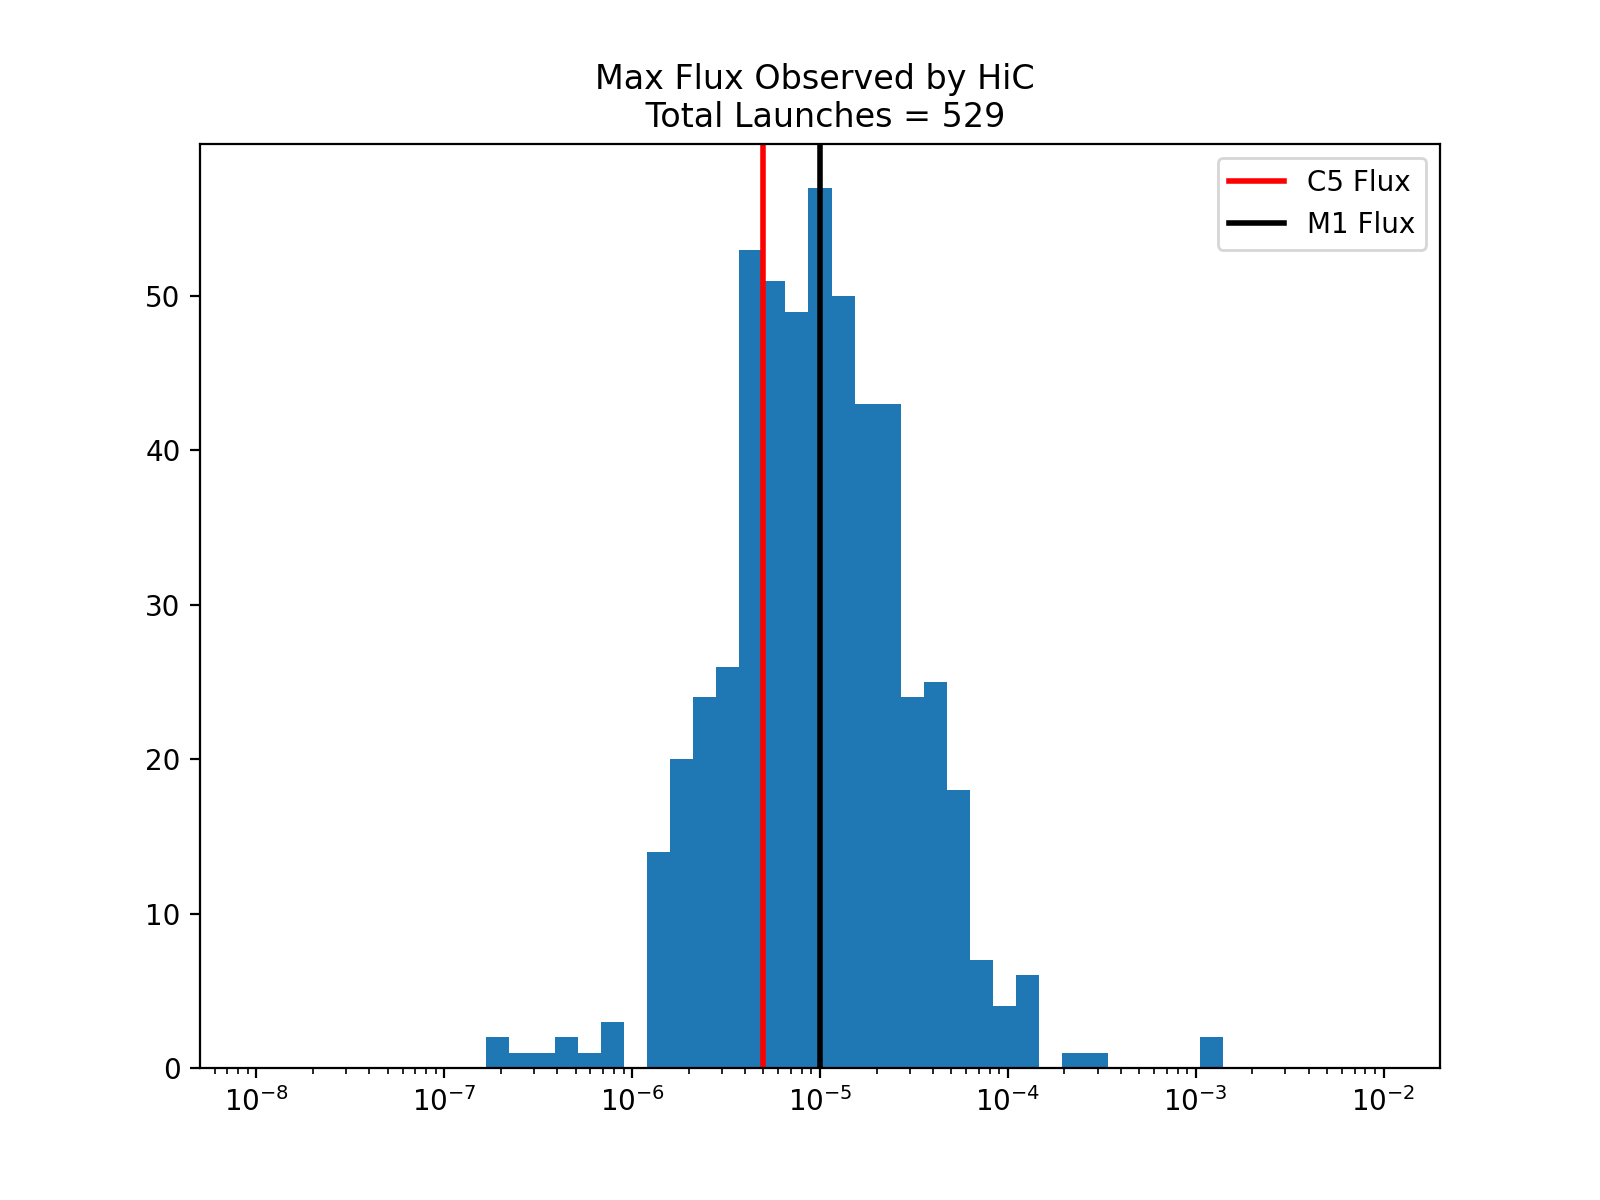 Max Flux Observed by HiC
Total Launches = 529
C5 Flux
M1 Flux
50
40
30
20
10
0
10⁻⁸ 10⁻⁷ 10⁻⁶ 10⁻⁵ 10⁻⁴ 10⁻³ 10⁻²